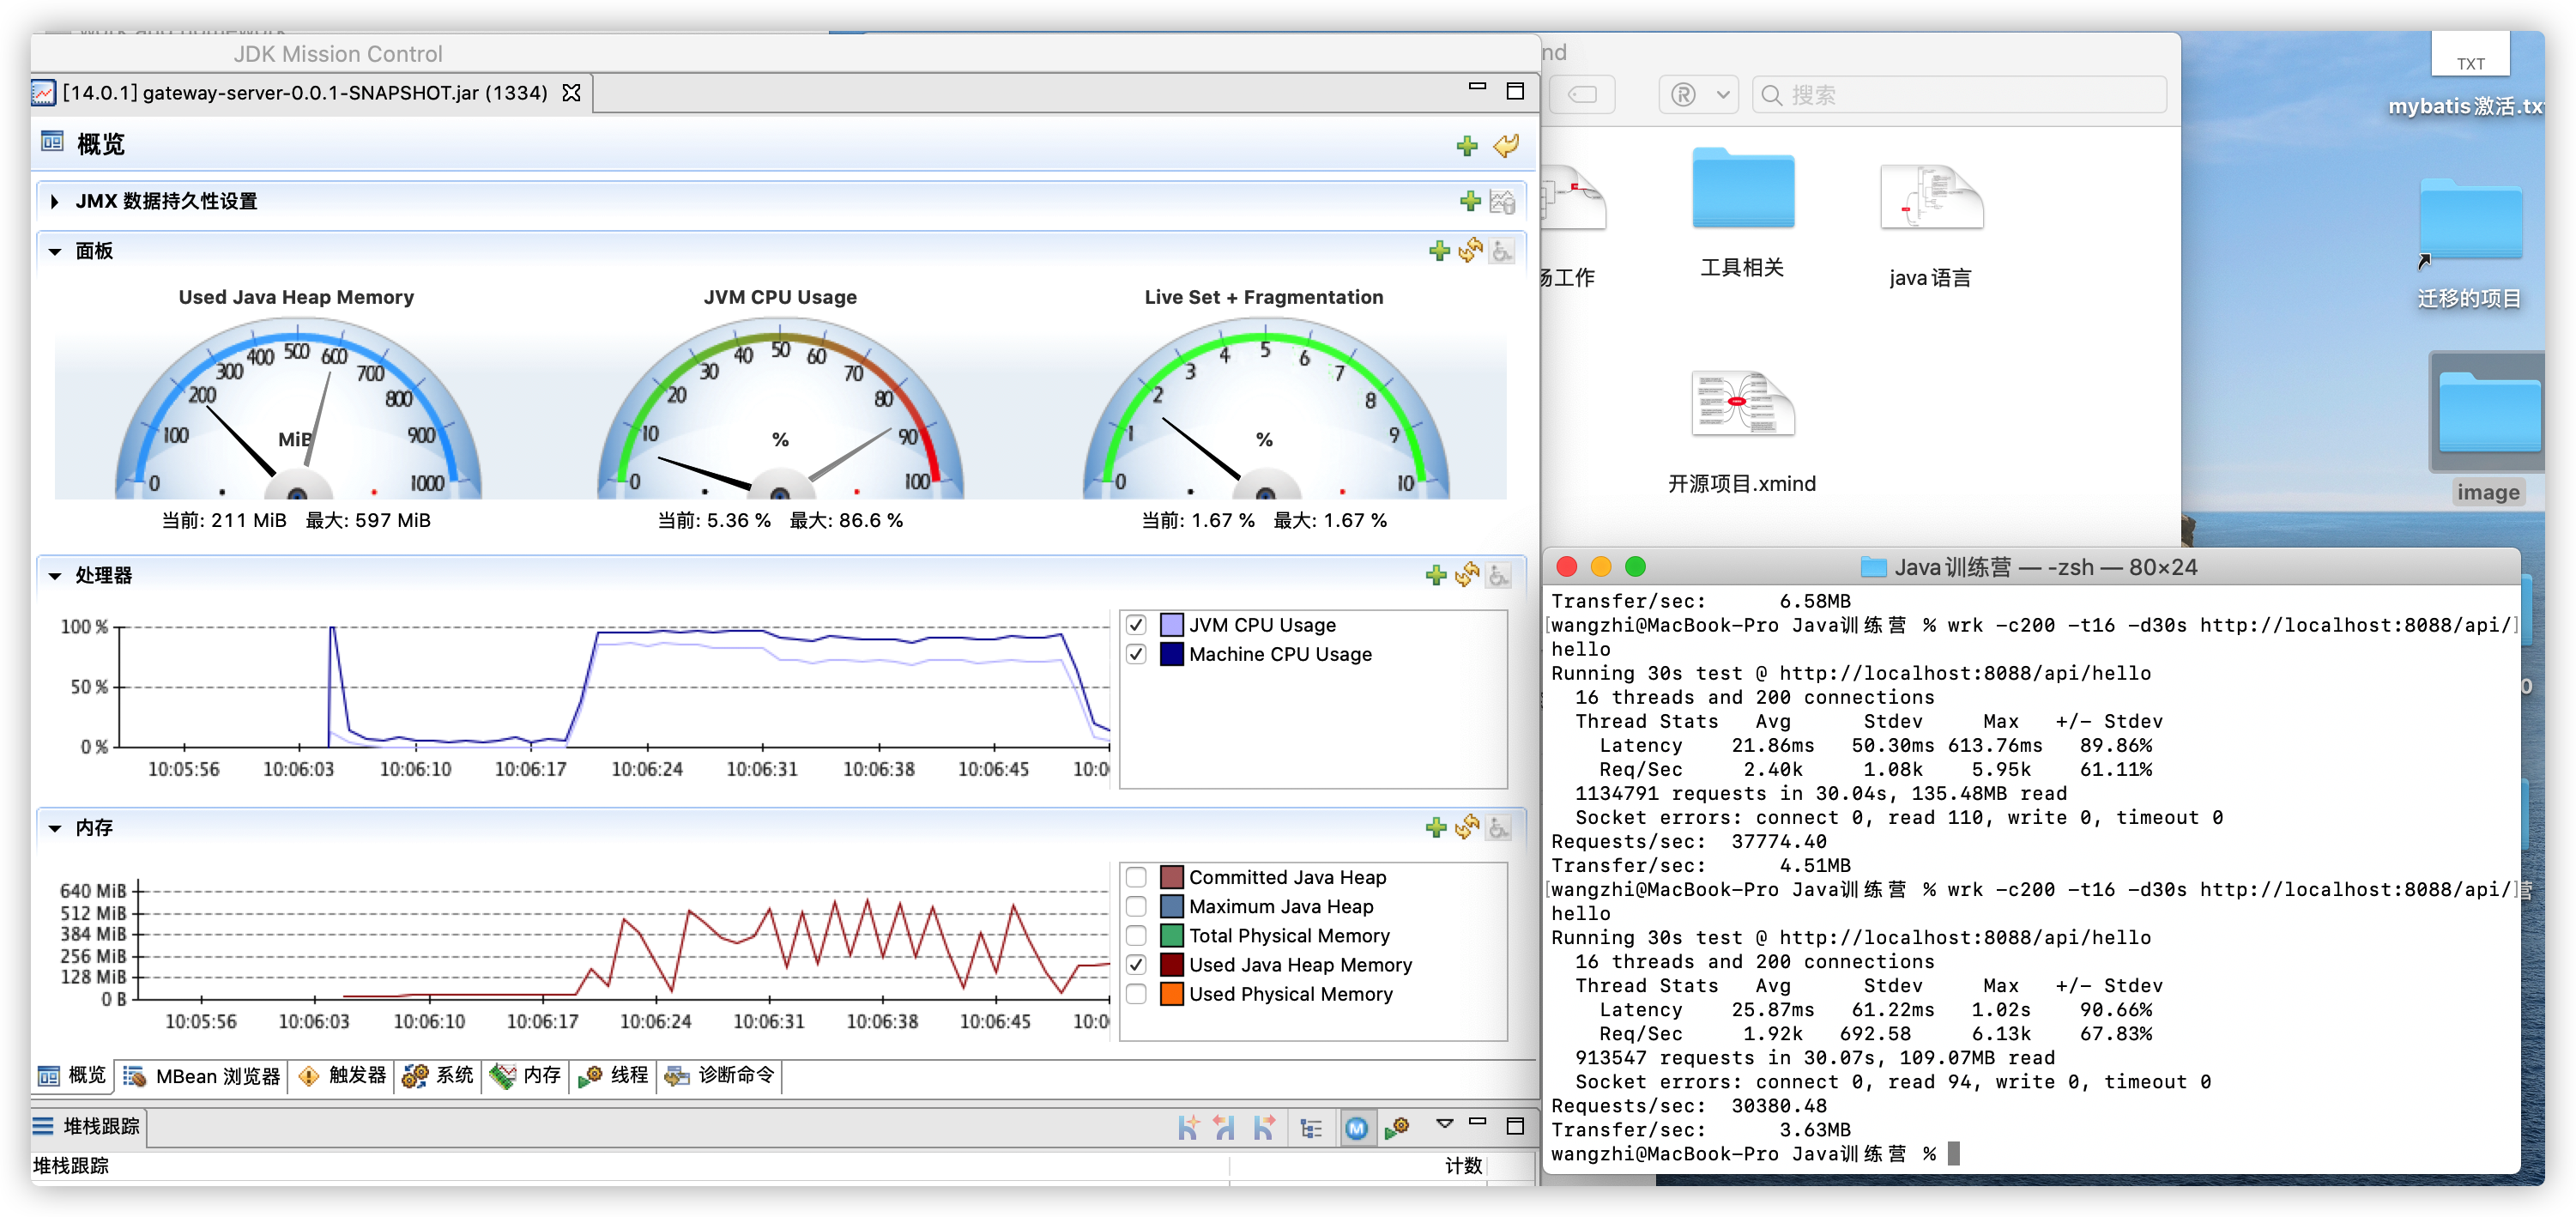 JDK Mission Control
[14.0.1] gateway-server-0.0.1-SNAPSHOT.jar (1334)
概览
JMX 数据持久性设置
面板
Used Java Heap Memory
0 100 200 300 400 500 600 700 800 900 1000
MiB
当前: 211 MiB 最大: 597 MiB
JVM CPU Usage
0 10 20 30 40 50 60 70 80 90 100
%
当前: 5.36 % 最大: 86.6 %
Live Set + Fragmentation
0 1 2 3 4 5 6 7 8 9 10
%
当前: 1.67 % 最大: 1.67 %
处理器
100 %
50 %
0 %
10:05:56 10:06:03 10:06:10 10:06:17 10:06:24 10:06:31 10:06:38 10:06:45 10:0
JVM CPU Usage
Machine CPU Usage
内存
640 MiB
512 MiB
384 MiB
256 MiB
128 MiB
0 B
10:05:56 10:06:03 10:06:10 10:06:17 10:06:24 10:06:31 10:06:38 10:06:45 10:0
Committed Java Heap
Maximum Java Heap
Total Physical Memory
Used Java Heap Memory
Used Physical Memory
概览 MBean 浏览器 触发器 系统 内存 线程 诊断命令
堆栈跟踪
堆栈跟踪 计数
nd
搜索
工作
工具相关
java语言
开源项目.xmind
TXT
mybatis激活.tx
迁移的项目
image
Java训练营 — -zsh — 80×24
Transfer/sec: 6.58MB
[wangzhi@MacBook-Pro Java训练营 % wrk -c200 -t16 -d30s http://localhost:8088/api/]
hello
Running 30s test @ http://localhost:8088/api/hello
16 threads and 200 connections
Thread Stats Avg Stdev Max +/- Stdev
Latency 21.86ms 50.30ms 613.76ms 89.86%
Req/Sec 2.40k 1.08k 5.95k 61.11%
1134791 requests in 30.04s, 135.48MB read
Socket errors: connect 0, read 110, write 0, timeout 0
Requests/sec: 37774.40
Transfer/sec: 4.51MB
[wangzhi@MacBook-Pro Java训练营 % wrk -c200 -t16 -d30s http://localhost:8088/api/]
hello
Running 30s test @ http://localhost:8088/api/hello
16 threads and 200 connections
Thread Stats Avg Stdev Max +/- Stdev
Latency 25.87ms 61.22ms 1.02s 90.66%
Req/Sec 1.92k 692.58 6.13k 67.83%
913547 requests in 30.07s, 109.07MB read
Socket errors: connect 0, read 94, write 0, timeout 0
Requests/sec: 30380.48
Transfer/sec: 3.63MB
wangzhi@MacBook-Pro Java训练营 %